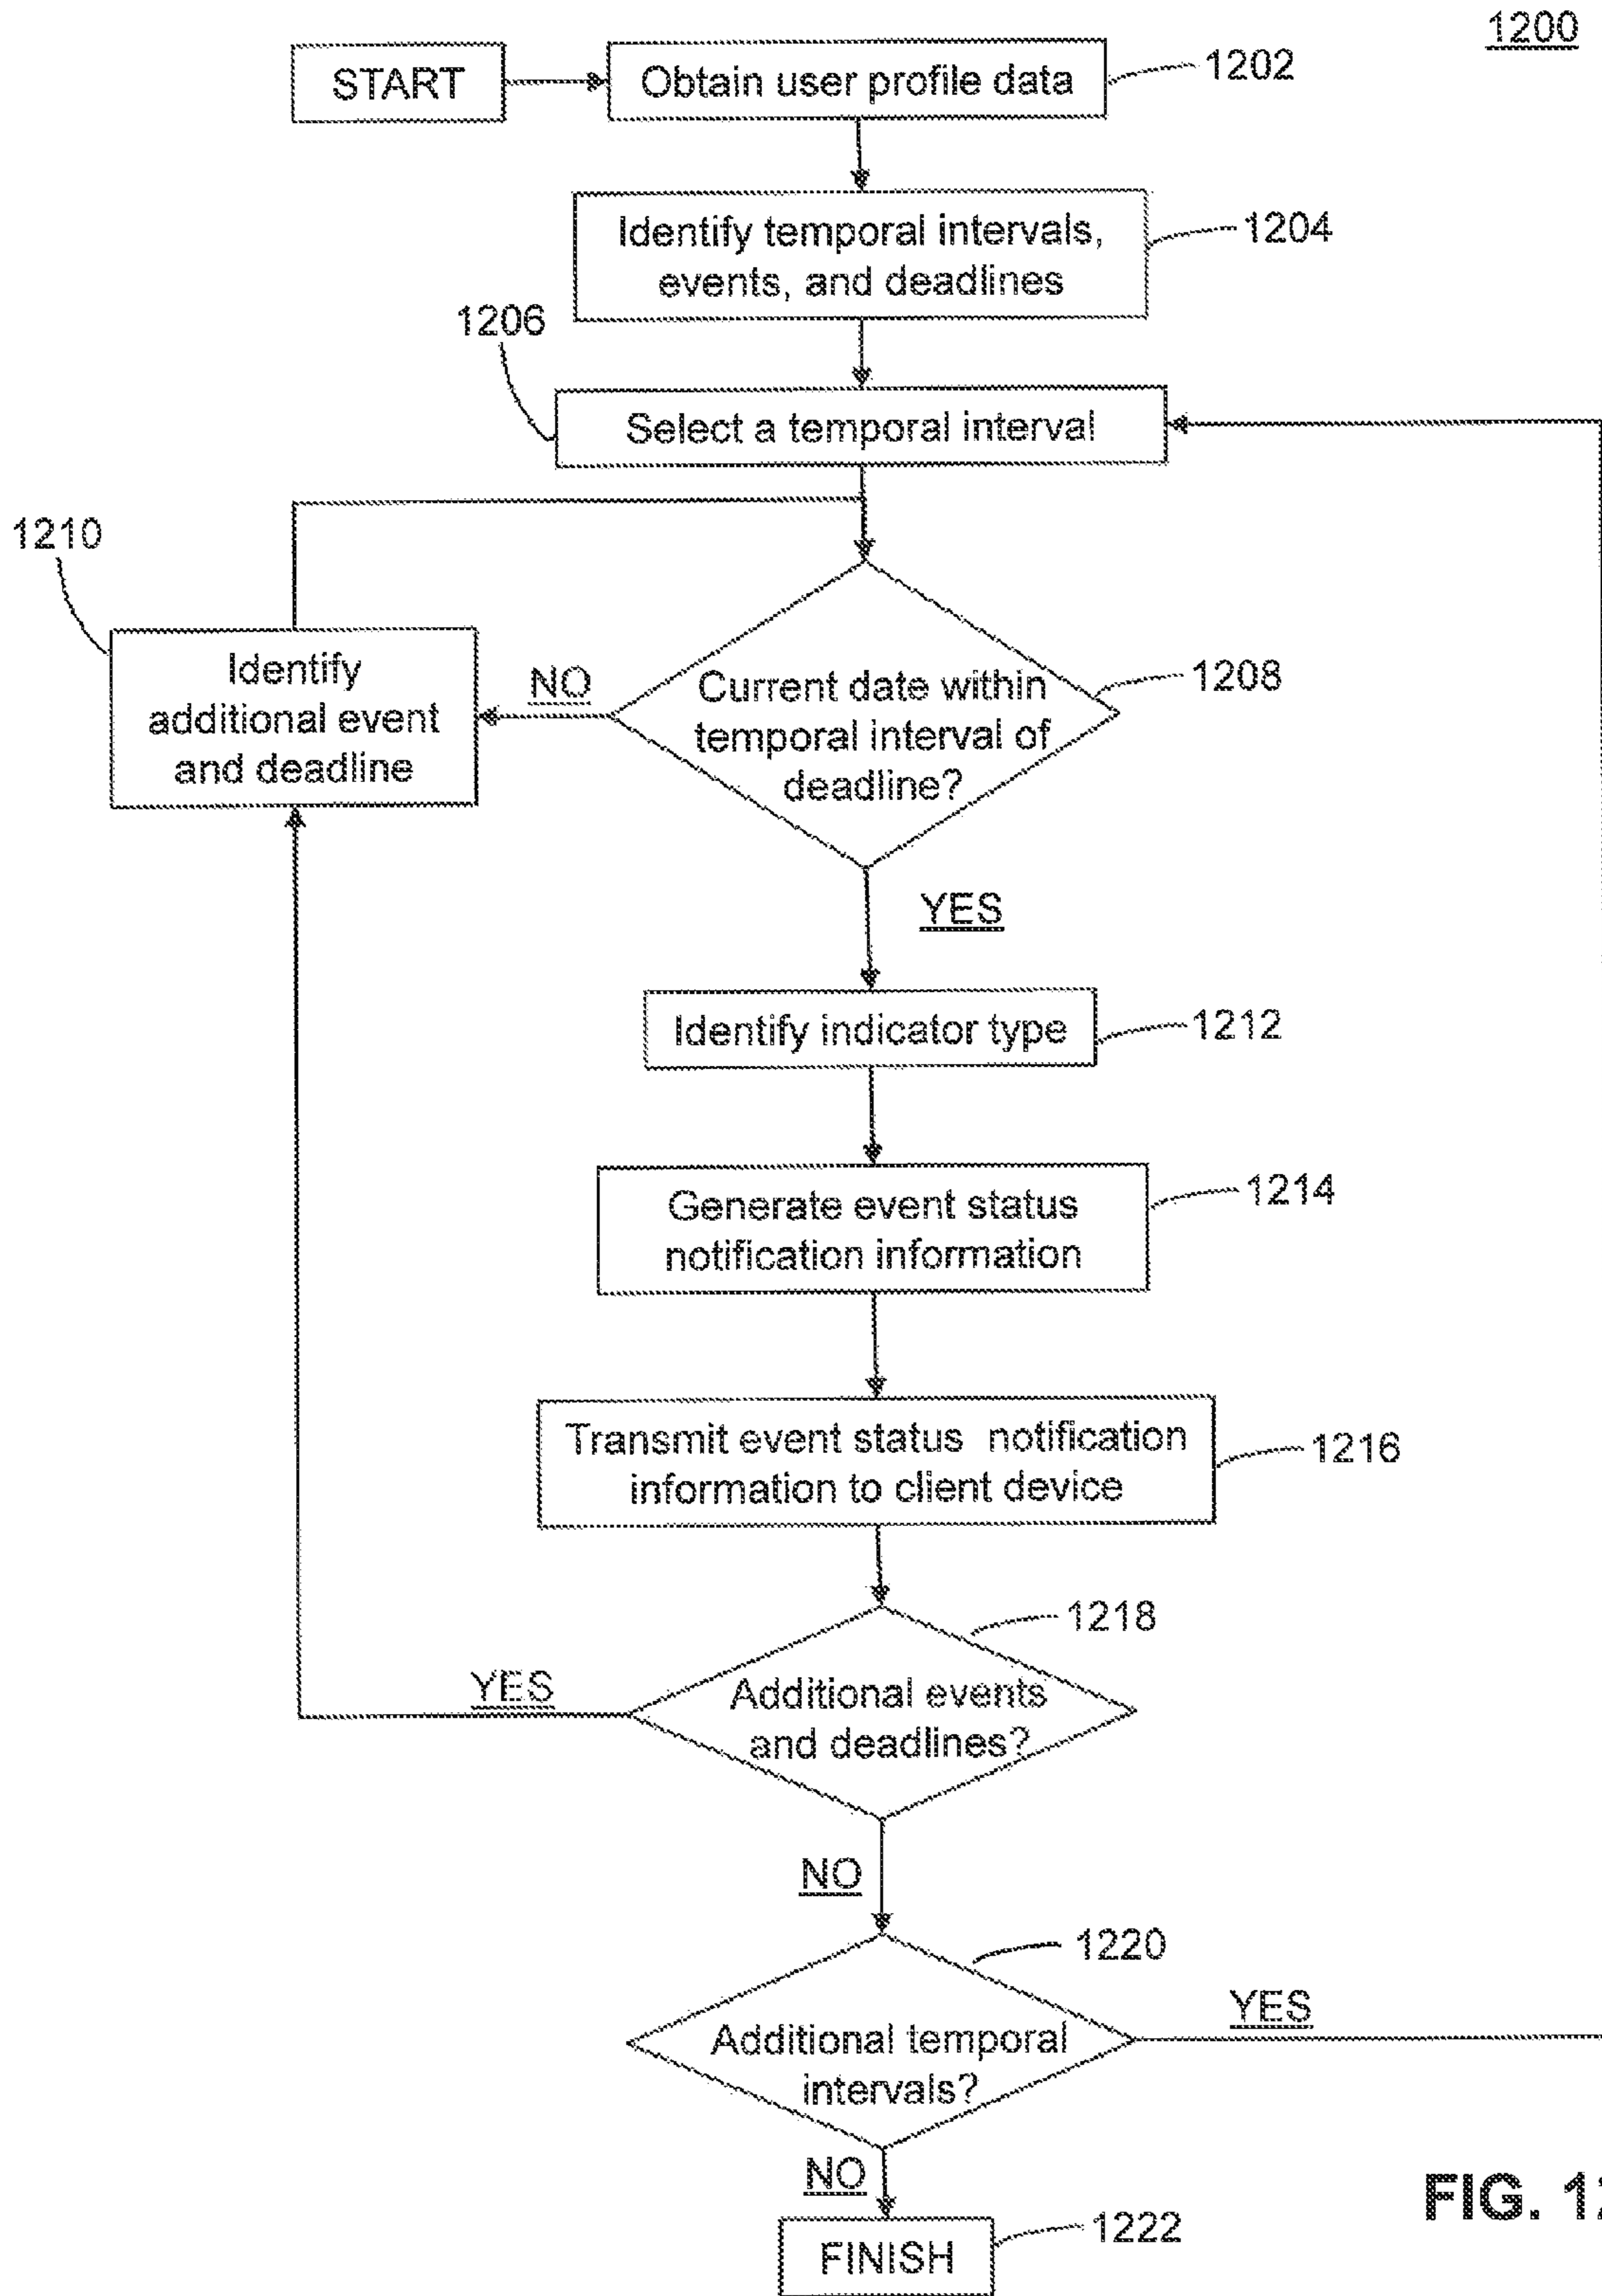 1200
START
Obtain user profile data
1202
Identify temporal intervals,
events, and deadlines
1204
1206
Select a temporal interval
1210
Identify
additional event
and deadline
NO
Current date within
temporal interval of
deadline?
1208
YES
Identify indicator type
1212
Generate event status
notification information
1214
Transmit event status notification
information to client device
1216
1218
YES
Additional events
and deadlines?
NO
1220
YES
Additional temporal
intervals?
NO
FIG. 12
FINISH
1222